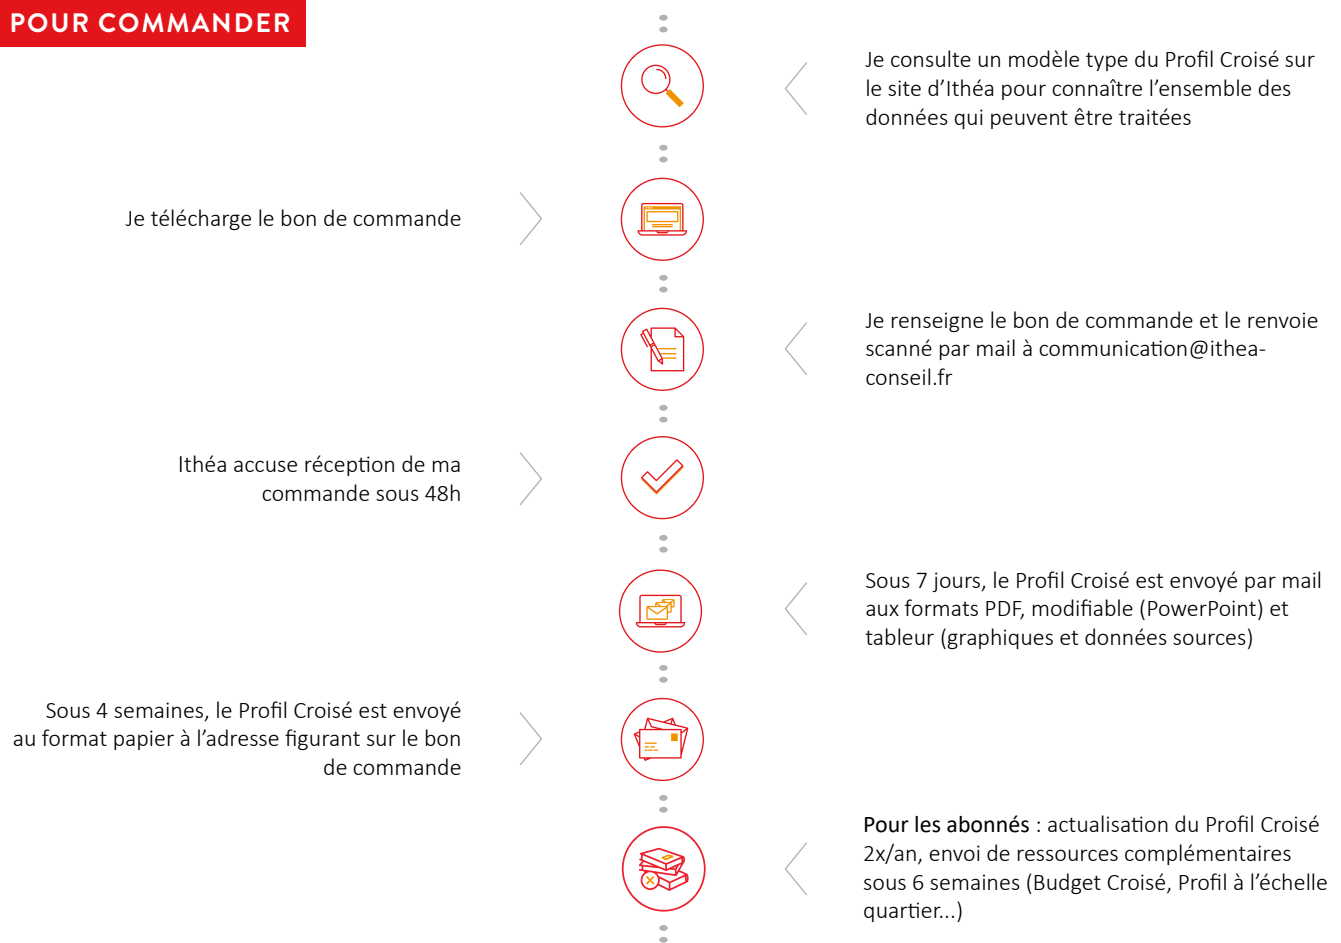 POUR COMMANDER
Je consulte un modèle type du Profil Croisé sur
le site d’Ithéa pour connaître l’ensemble des
données qui peuvent être traitées
Je télécharge le bon de commande
Je renseigne le bon de commande et le renvoie
scanné par mail à communication@ithea-
conseil.fr
Ithéa accuse réception de ma
commande sous 48h
Sous 7 jours, le Profil Croisé est envoyé par mail
aux formats PDF, modifiable (PowerPoint) et
tableur (graphiques et données sources)
Sous 4 semaines, le Profil Croisé est envoyé
au format papier à l’adresse figurant sur le bon
de commande
Pour les abonnés : actualisation du Profil Croisé
2x/an, envoi de ressources complémentaires
sous 6 semaines (Budget Croisé, Profil à l’échelle
quartier...)